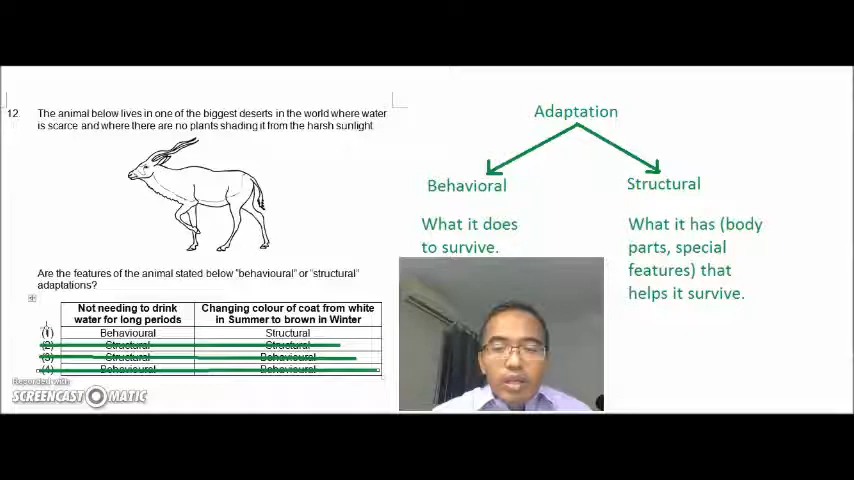 12. The animal below lives in one of the biggest deserts in the world where water
is scarce and where there are no plants shading it from the harsh sunlight.
Are the features of the animal stated below "behavioural" or "structural"
adaptations?
Not needing to drink
water for long periods
Changing colour of coat from white
in Summer to brown in Winter
(1) Behavioural Structural
(2) Structural Structural
(3) Structural Behavioural
(4) Behavioural Behavioural
Recorded with
SCREENCAST MATIC
Adaptation
Behavioral
What it does
to survive.
Structural
What it has (body
parts, special
features) that
helps it survive.